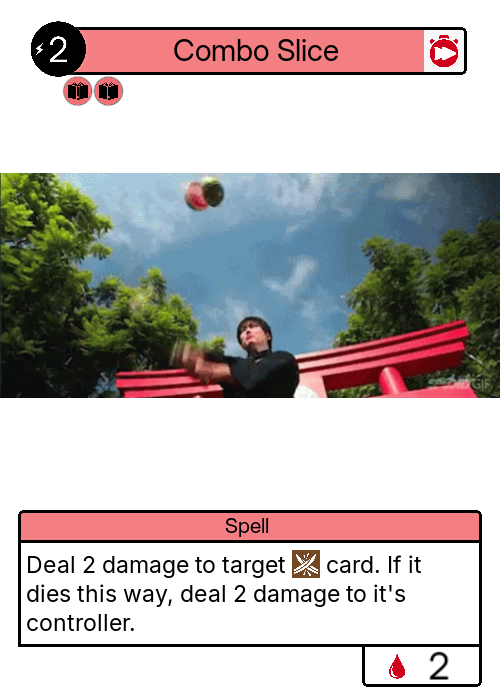 2
Combo Slice
Spell
Deal 2 damage to target card. If it
dies this way, deal 2 damage to it's
controller.
2